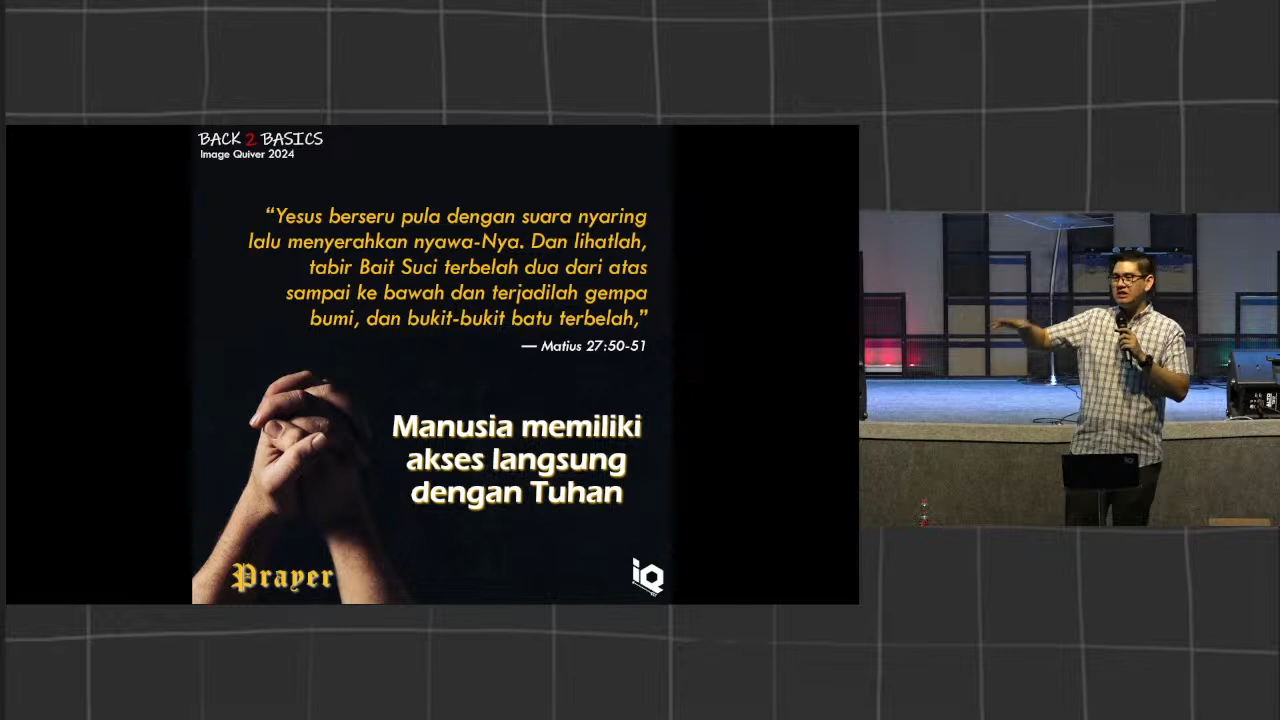 BACK 2 BASICS
Image Quiver 2024
“Yesus berseru pula dengan suara nyaring
lalu menyerahkan nyawa-Nya. Dan lihatlah,
tabir Bait Suci terbelah dua dari atas
sampai ke bawah dan terjadilah gempa
bumi, dan bukit-bukit batu terbelah,”
— Matius 27:50-51
Manusia memiliki
akses langsung
dengan Tuhan
Prayer
iQ